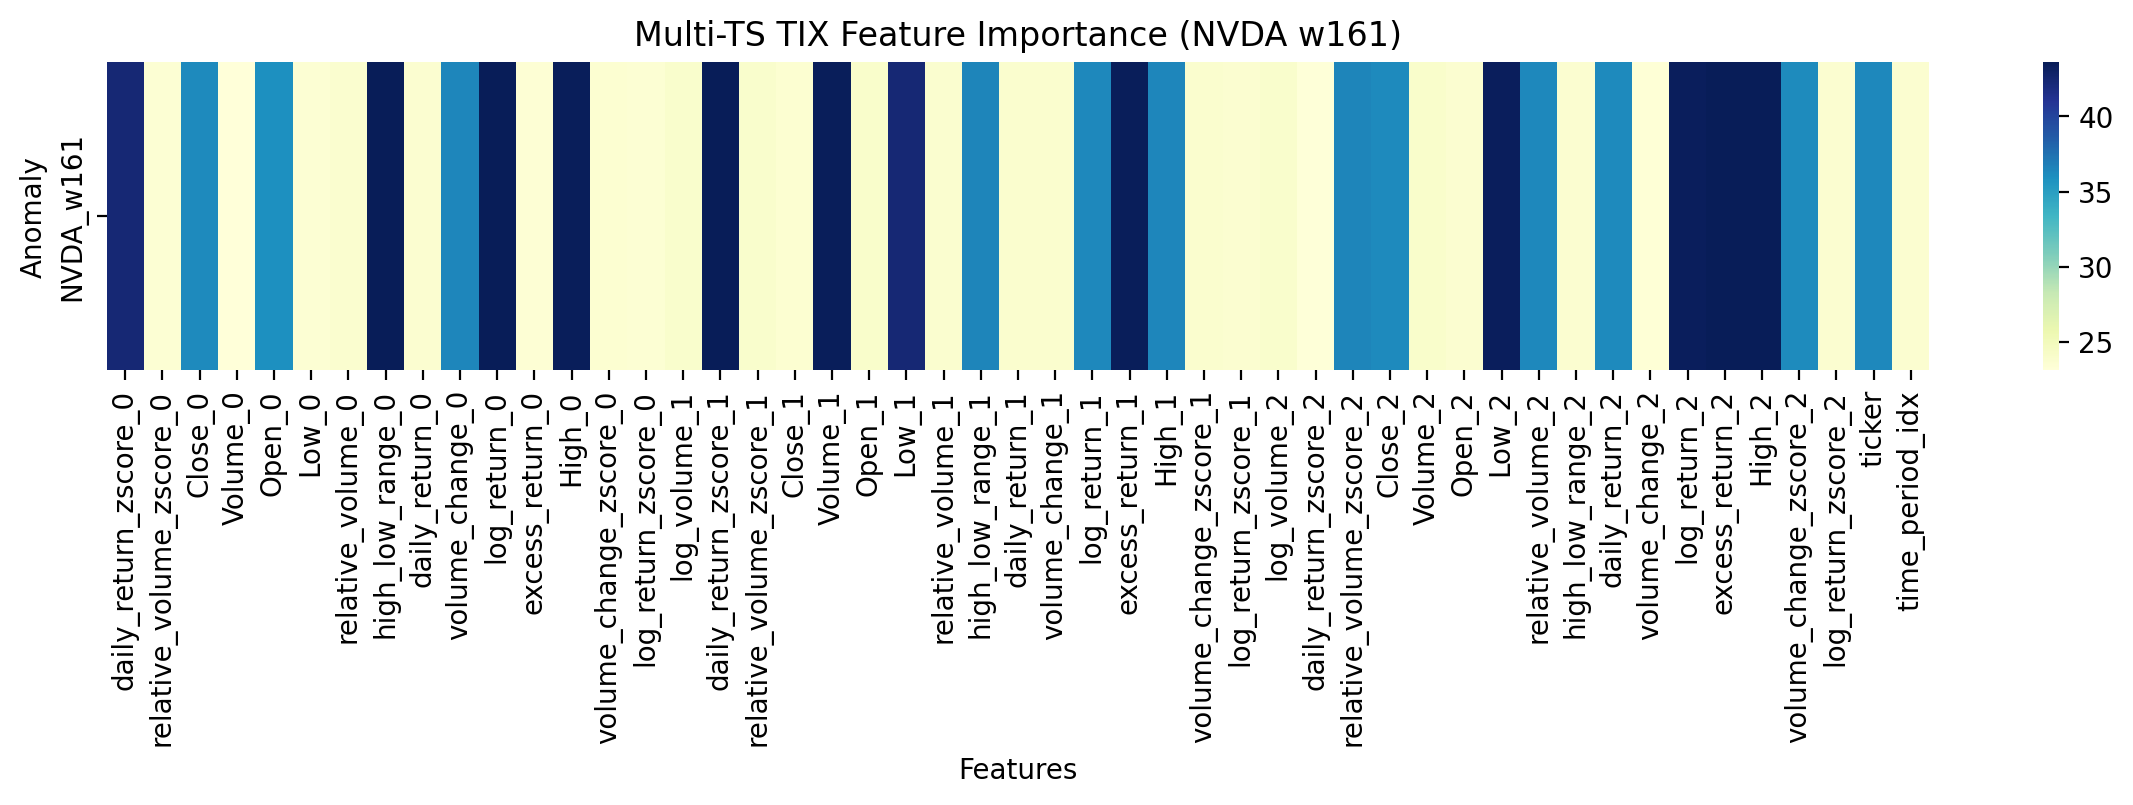 Multi-TS TIX Feature Importance (NVDA w161)
Anomaly
NVDA_w161
40
35
30
25
daily_return_zscore_0
relative_volume_zscore_0
Close_0
Volume_0
Open_0
Low_0
relative_volume_0
high_low_range_0
daily_return_0
volume_change_0
log_return_0
excess_return_0
High_0
volume_change_zscore_0
log_return_zscore_0
log_volume_1
daily_return_zscore_1
relative_volume_zscore_1
Close_1
Volume_1
Open_1
Low_1
relative_volume_1
high_low_range_1
daily_return_1
volume_change_1
log_return_1
excess_return_1
High_1
volume_change_zscore_1
log_return_zscore_1
log_volume_2
daily_return_zscore_2
relative_volume_zscore_2
Close_2
Volume_2
Open_2
Low_2
relative_volume_2
high_low_range_2
daily_return_2
volume_change_2
log_return_2
excess_return_2
High_2
volume_change_zscore_2
log_return_zscore_2
ticker
time_period_idx
Features